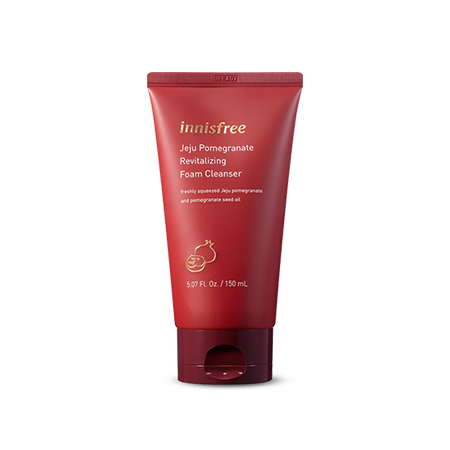 innisfree
Jeju Pomegranate
Revitalizing
Foam Cleanser
freshly squeezed Jeju pomegranate
and pomegranate seed oil
5.07 FL. Oz. / 150 mL